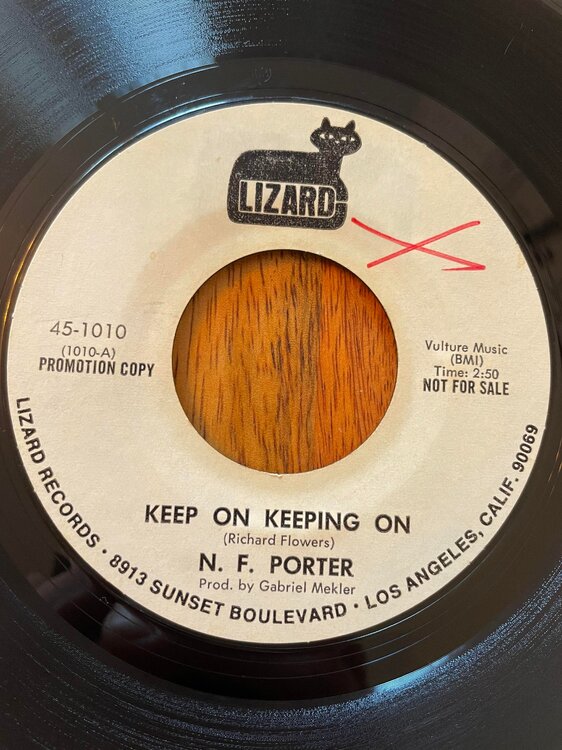 LIZARD
45-1010
(1010-A)
PROMOTION COPY
Vulture Music
(BMI)
Time: 2:50
NOT FOR SALE
KEEP ON KEEPING ON
(Richard Flowers)
N. F. PORTER
Prod. by Gabriel Mekler
LIZARD RECORDS • 8913 SUNSET BOULEVARD • LOS ANGELES, CALIF. 90069